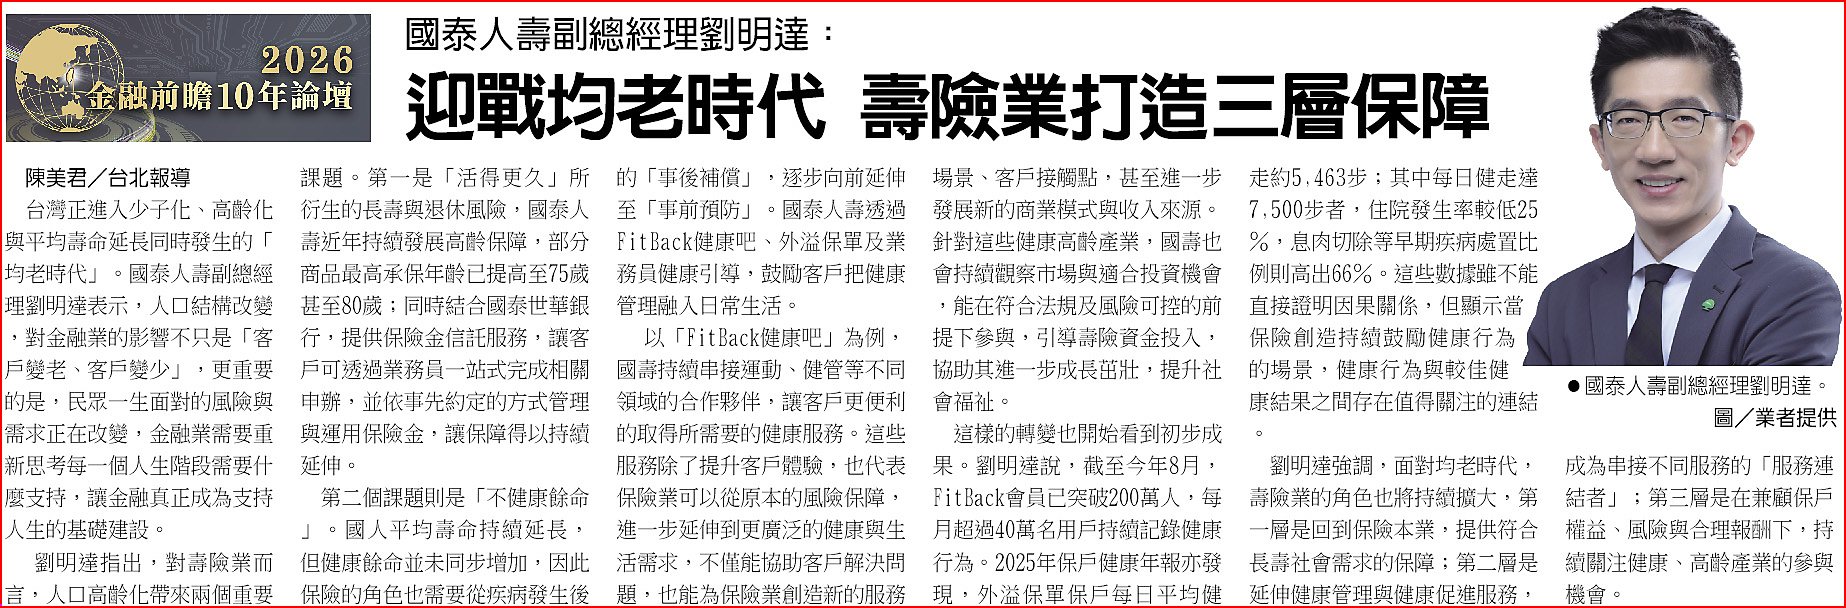 2026
金融前瞻10年論壇
國泰人壽副總經理劉明達：
迎戰均老時代 壽險業打造三層保障
陳美君／台北報導
台灣正進入少子化、高齡化
與平均壽命延長同時發生的「
均老時代」。國泰人壽副總經
理劉明達表示，人口結構改變
，對金融業的影響不只是「客
戶變老、客戶變少」，更重要
的是，民眾一生面對的風險與
需求正在改變，金融業需要重
新思考每一個人生階段需要什
麼支持，讓金融真正成為支持
人生的基礎建設。
劉明達指出，對壽險業而
言，人口高齡化帶來兩個重要
課題。第一是「活得更久」所
衍生的長壽與退休風險，國泰人
壽近年持續發展高齡保障，部分
商品最高承保年齡已提高至75歲
甚至80歲；同時結合國泰世華銀
行，提供保險金信託服務，讓客
戶可透過業務員一站式完成相關
申辦，並依事先約定的方式管理
與運用保險金，讓保障得以持續
延伸。
第二個課題則是「不健康餘命
」。國人平均壽命持續延長，
但健康餘命並未同步增加，因此
保險的角色也需要從疾病發生後
的「事後補償」，逐步向前延伸
至「事前預防」。國泰人壽透過
FitBack健康吧、外溢保單及業
務員健康引導，鼓勵客戶把健康
管理融入日常生活。
以「FitBack健康吧」為例，
國壽持續串接運動、健管等不同
領域的合作夥伴，讓客戶更便利
的取得所需要的健康服務。這些
服務除了提升客戶體驗，也代表
保險業可以從原本的風險保障，
進一步延伸到更廣泛的健康與生
活需求，不僅能協助客戶解決問
題，也能為保險業創造新的服務
場景、客戶接觸點，甚至進一步
發展新的商業模式與收入來源。
針對這些健康高齡產業，國壽也
會持續觀察市場與適合投資機會
，能在符合法規及風險可控的前
提下參與，引導壽險資金投入，
協助其進一步成長茁壯，提升社
會福祉。
這樣的轉變也開始看到初步成
果。劉明達說，截至今年8月，
FitBack會員已突破200萬人，每
月超過40萬名用戶持續記錄健康
行為。2025年保戶健康年報亦發
現，外溢保單保戶每日平均健
走約5,463步；其中每日健走達
7,500步者，住院發生率較低25
％，息肉切除等早期疾病處置比
例則高出66％。這些數據雖不能
直接證明因果關係，但顯示當
保險創造持續鼓勵健康行為
的場景，健康行為與較佳健
康結果之間存在值得關注的連結
。
劉明達強調，面對均老時代，
壽險業的角色也將持續擴大，第
一層是回到保險本業，提供符合
長壽社會需求的保障；第二層是
延伸健康管理與健康促進服務，
●國泰人壽副總經理劉明達。
圖／業者提供
成為串接不同服務的「服務連
結者」；第三層是在兼顧保戶
權益、風險與合理報酬下，持
續關注健康、高齡產業的參與
機會。